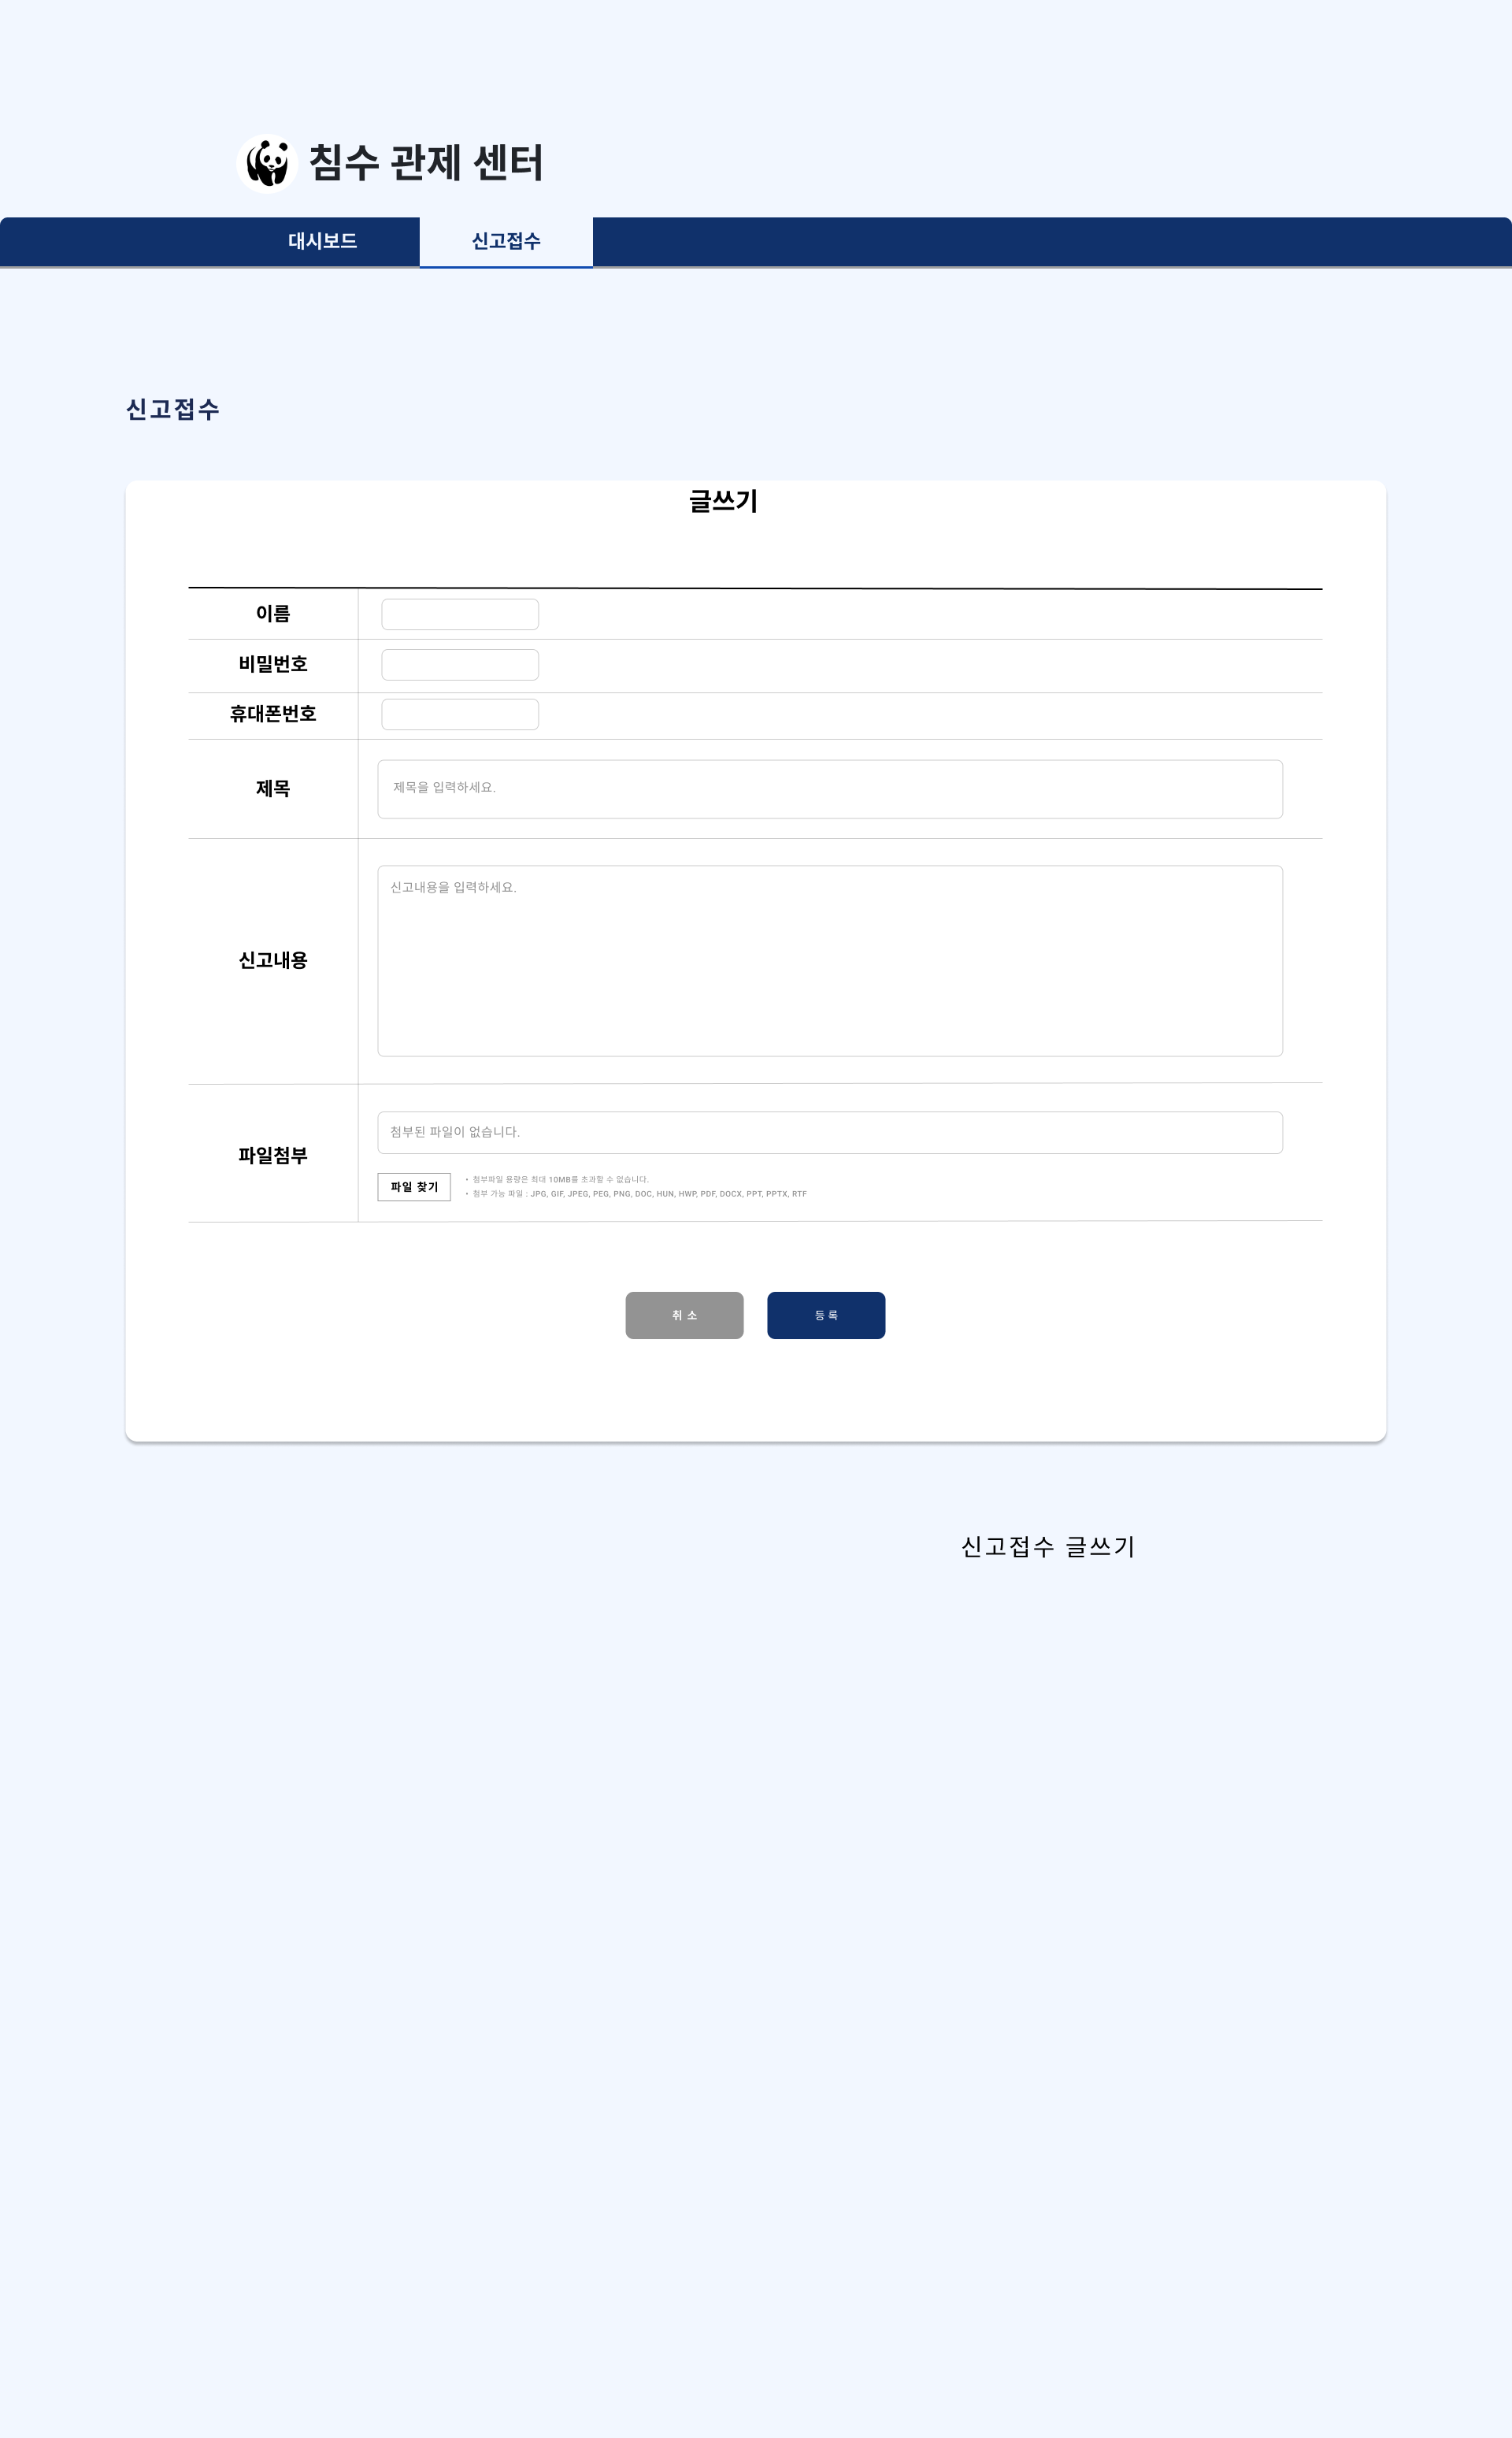 침수 관제 센터
대시보드 신고접수
신고접수
글쓰기
이름
비밀번호
휴대폰번호
제목 제목을 입력하세요.
신고내용을 입력하세요.
신고내용
첨부된 파일이 없습니다.
파일첨부
파일 찾기
• 첨부파일 용량은 최대 10MB를 초과할 수 없습니다.
• 첨부 가능 파일 : JPG, GIF, JPEG, PEG, PNG, DOC, HUN, HWP, PDF, DOCX, PPT, PPTX, RTF
취 소 등 록
신고접수 글쓰기